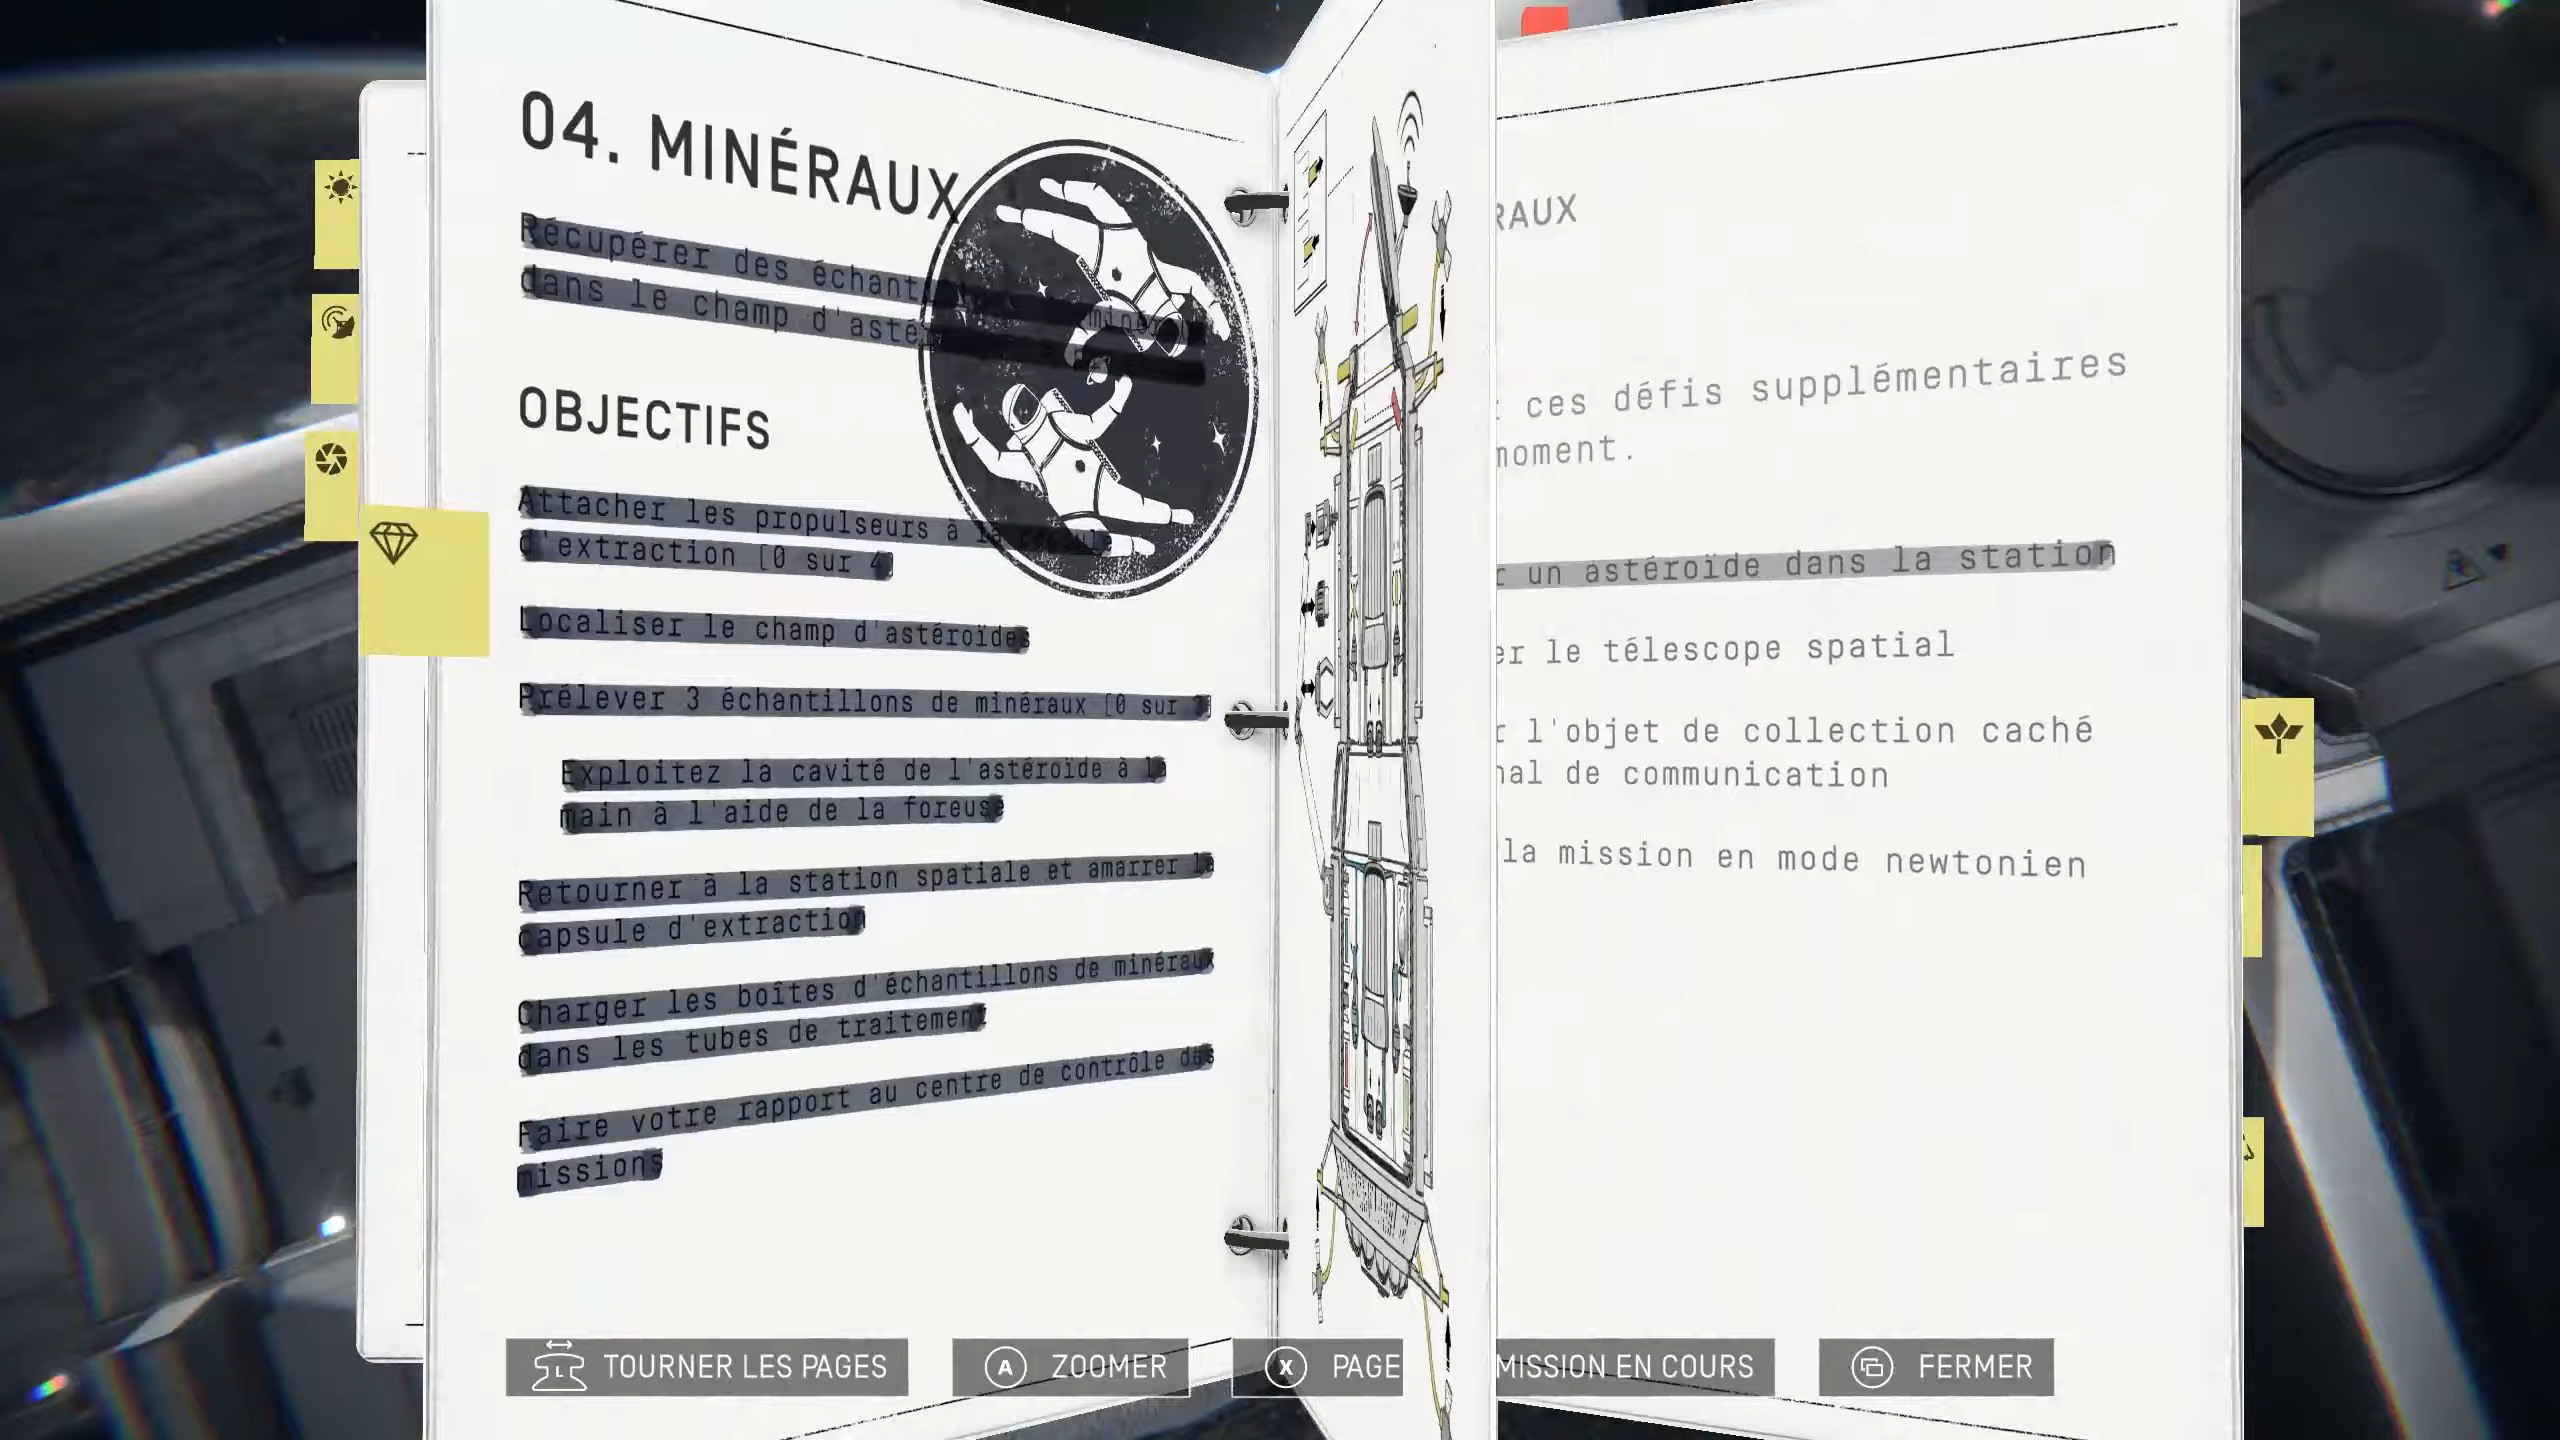 04. MINÉRAUX
Récupérer des échant
dans le champ d'asté
OBJECTIFS
Attacher les propulseurs à la capsule
d'extraction [0 sur 4]
Localiser le champ d'astéroïdes
Prélever 3 échantillons de minéraux [0 sur 3]
Exploitez la cavité de l'astéroïde à la
main à l'aide de la foreuse
Retourner à la station spatiale et amarrer la
capsule d'extraction
Charger les boîtes d'échantillons de minéraux
dans les tubes de traitement
Faire votre rapport au centre de contrôle des
missions
RAUX
ces défis supplémentaires
moment.
r un astéroïde dans la station
er le télescope spatial
r l'objet de collection caché
nal de communication
la mission en mode newtonien
L TOURNER LES PAGES
A ZOOMER
X PAGE
MISSION EN COURS
FERMER